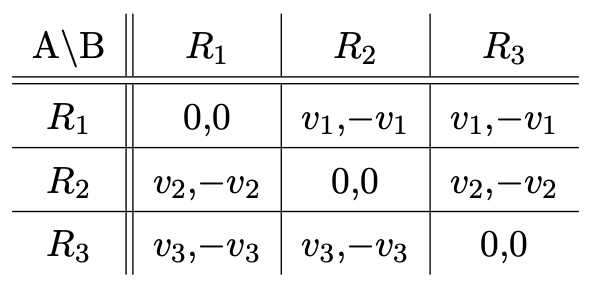 A\B R₁ R₂ R₃
R₁ 0,0 v₁,−v₁ v₁,−v₁
R₂ v₂,−v₂ 0,0 v₂,−v₂
R₃ v₃,−v₃ v₃,−v₃ 0,0